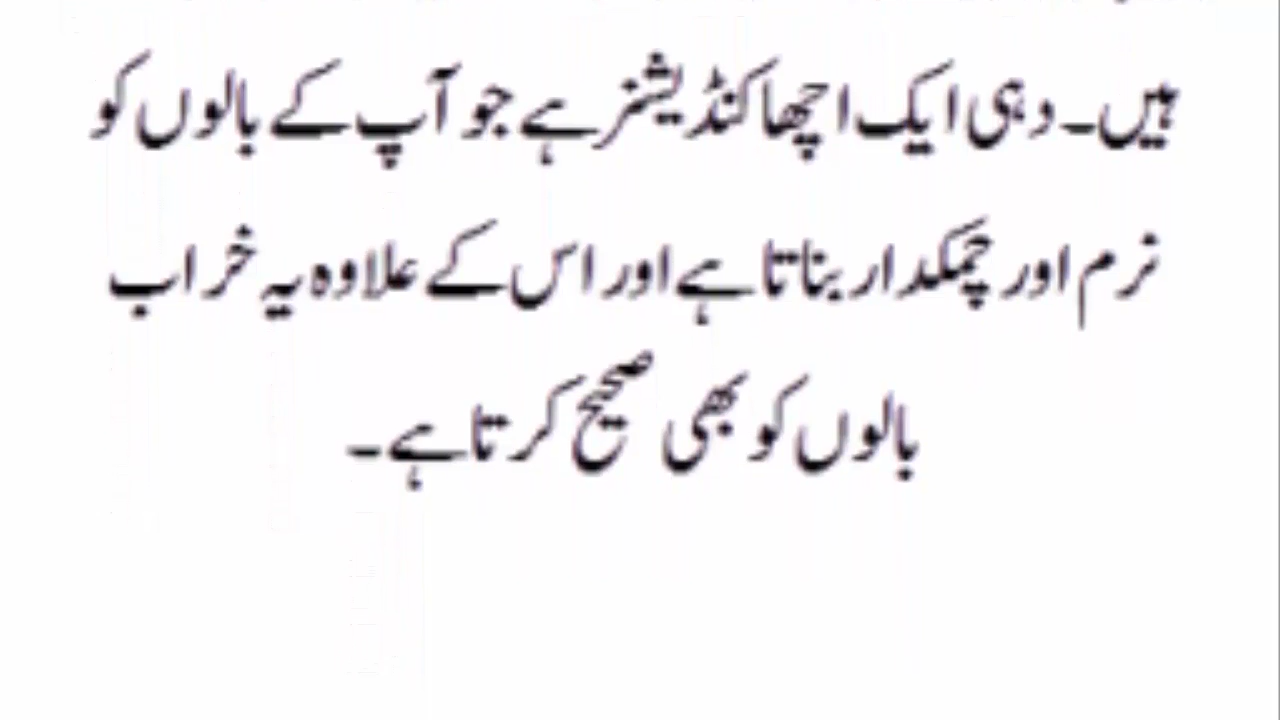 ہیں۔ دہی ایک اچھا کنڈیشنر ہے جو آپ کے بالوں کو
نرم اور چمکدار بناتا ہے اور اس کے علاوہ یہ خراب
بالوں کو بھی صحیح کرتا ہے۔